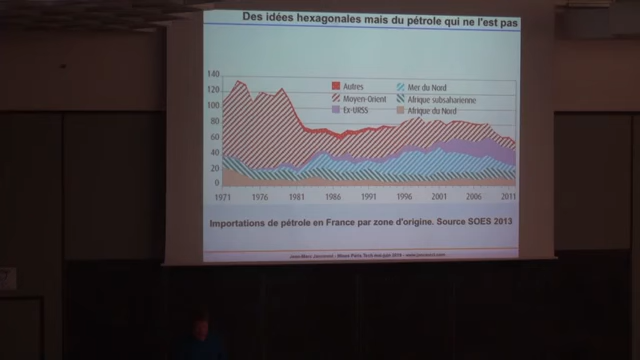 Des idées hexagonales mais du pétrole qui ne l'est pas
140
120
100
80
60
40
20
0
Autres
Moyen-Orient
Ex-URSS
Mer du Nord
Afrique subsaharienne
Afrique du Nord
1971 1976 1981 1986 1991 1996 2001 2006 2011
Importations de pétrole en France par zone d'origine. Source SOES 2013